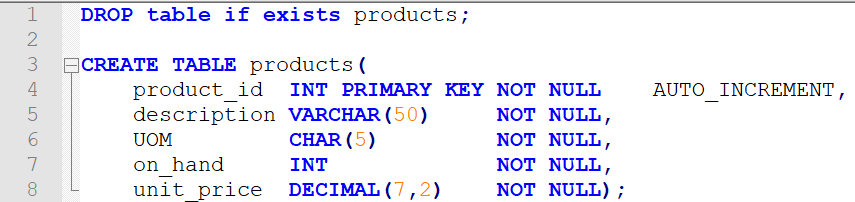 1 DROP table if exists products;
2
3 CREATE TABLE products(
4 product_id INT PRIMARY KEY NOT NULL AUTO_INCREMENT,
5 description VARCHAR(50) NOT NULL,
6 UOM CHAR(5) NOT NULL,
7 on_hand INT NOT NULL,
8 unit_price DECIMAL(7,2) NOT NULL);